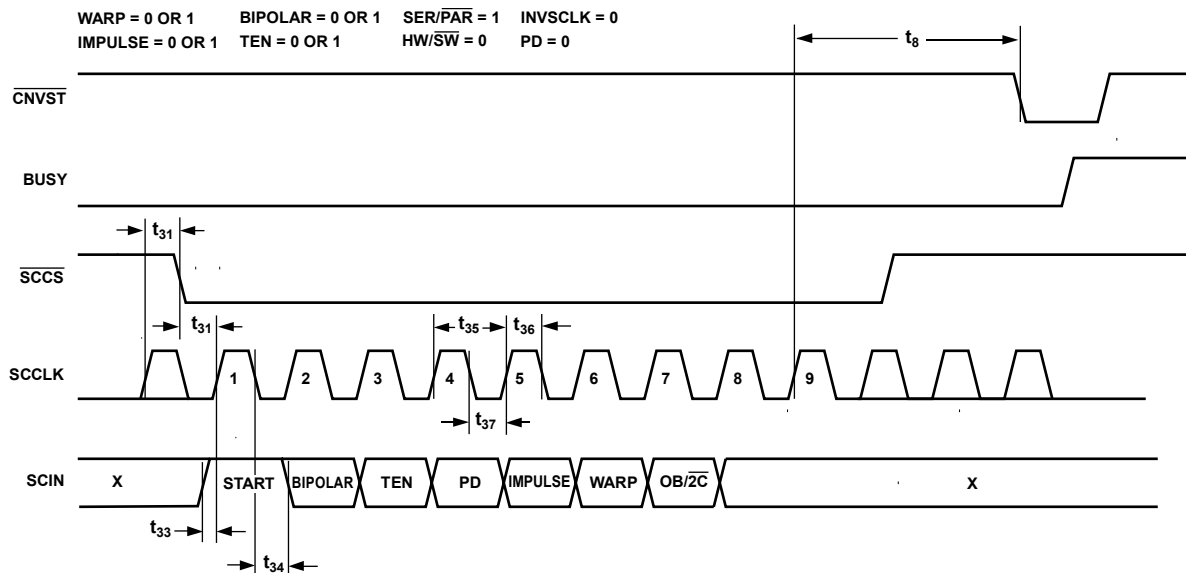 WARP = 0 OR 1 BIPOLAR = 0 OR 1 SER/PAR = 1 INVSCLK = 0
IMPULSE = 0 OR 1 TEN = 0 OR 1 HW/SW = 0 PD = 0
t8
CNVST
BUSY
t31
SCCS
t31 t35 t36
SCCLK 1 2 3 4 5 6 7 8 9
t37
SCIN X START BIPOLAR TEN PD IMPULSE WARP OB/2C X
t33
t34